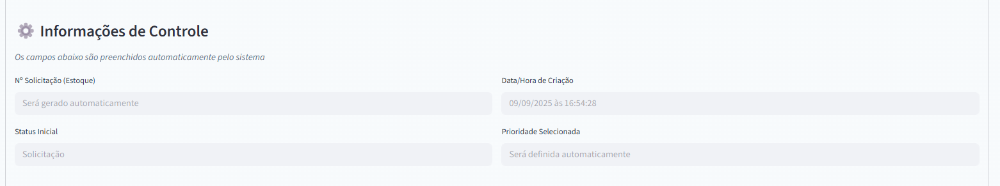 Informações de Controle
Os campos abaixo são preenchidos automaticamente pelo sistema
Nº Solicitação (Estoque)
Será gerado automaticamente
Data/Hora de Criação
09/09/2025 às 16:54:28
Status Inicial
Solicitação
Prioridade Selecionada
Será definida automaticamente